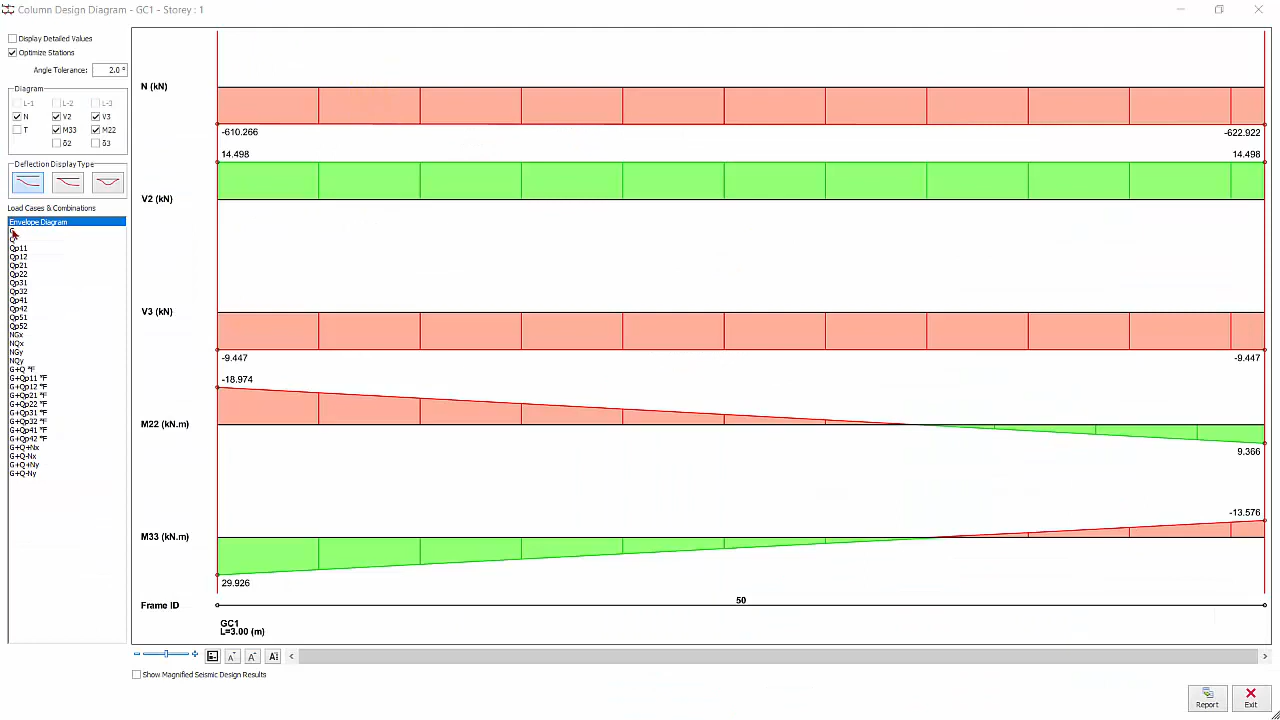 Column Design Diagram - GC1 - Storey : 1
Display Detailed Values
Optimize Stations
Angle Tolerance: 2.0 °
Diagram
L-1 L-2 L-3
N V2 V3
T M33 M22
δ2 δ3
Deflection Display Type
Load Cases & Combinations
Envelope Diagram
G
Qp11
Qp12
Qp21
Qp22
Qp31
Qp32
Qp41
Qp42
Qp51
Qp52
NGx
NQx
NGy
NQy
G+Q *F
G+Qp11 *F
G+Qp12 *F
G+Qp21 *F
G+Qp22 *F
G+Qp31 *F
G+Qp32 *F
G+Qp41 *F
G+Qp42 *F
G+Q+Nx
G+Q-Nx
G+Q+Ny
G+Q-Ny
N (kN)
-610.266 -622.922
14.498 14.498
V2 (kN)
V3 (kN)
-9.447 -9.447
-18.974
M22 (kN.m)
9.366
-13.576
M33 (kN.m)
29.926
50
Frame ID
GC1
L=3.00 (m)
Show Magnified Seismic Design Results
Report Exit